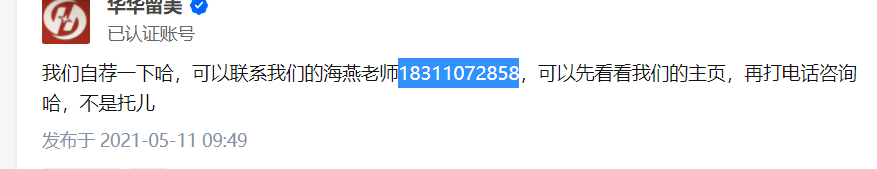 华华留美
已认证账号
我们自荐一下哈，可以联系我们的海燕老师18311072858，可以先看看我们的主页，再打电话咨询
哈，不是托儿
发布于 2021-05-11 09:49